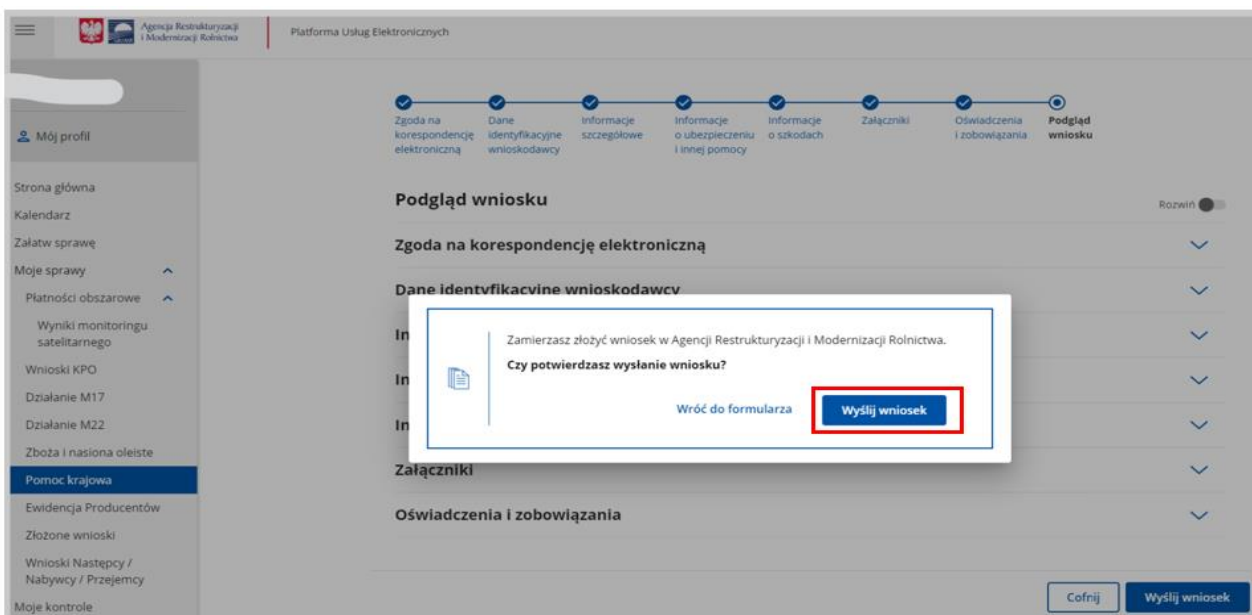 Agencja Restrukturyzacji
i Modernizacji Rolnictwa
Platforma Usług Elektronicznych
Mój profil
Strona główna
Kalendarz
Załatw sprawę
Moje sprawy
Płatności obszarowe
Wyniki monitoringu
satelitarnego
Wnioski KPO
Działanie M17
Działanie M22
Zboża i nasiona oleiste
Pomoc krajowa
Ewidencja Producentów
Złożone wnioski
Wnioski Następcy /
Nabywcy / Przejemcy
Moje kontrole
Zgoda na
korespondencję
elektroniczną
Dane
identyfikacyjne
wnioskodawcy
Informacje
szczegółowe
Informacje
o ubezpieczeniu
i innej pomocy
Informacje
o szkodach
Załączniki
Oświadczenia
i zobowiązania
Podgląd
wniosku
Podgląd wniosku
Rozwiń
Zgoda na korespondencję elektroniczną
Dane identyfikacyjne wnioskodawcy
In
In
In
Zamierzasz złożyć wniosek w Agencji Restrukturyzacji i Modernizacji Rolnictwa.
Czy potwierdzasz wysłanie wniosku?
Wróć do formularza
Wyślij wniosek
Załączniki
Oświadczenia i zobowiązania
Cofnij
Wyślij wniosek